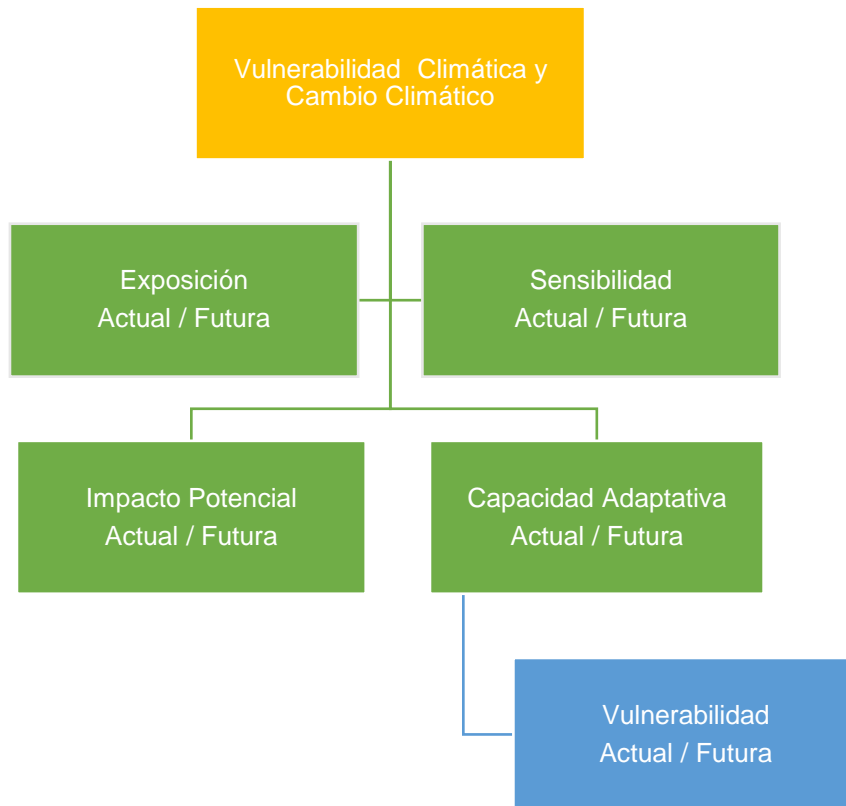 Vulnerabilidad Climática y
Cambio Climático
Exposición
Actual / Futura
Sensibilidad
Actual / Futura
Impacto Potencial
Actual / Futura
Capacidad Adaptativa
Actual / Futura
Vulnerabilidad
Actual / Futura